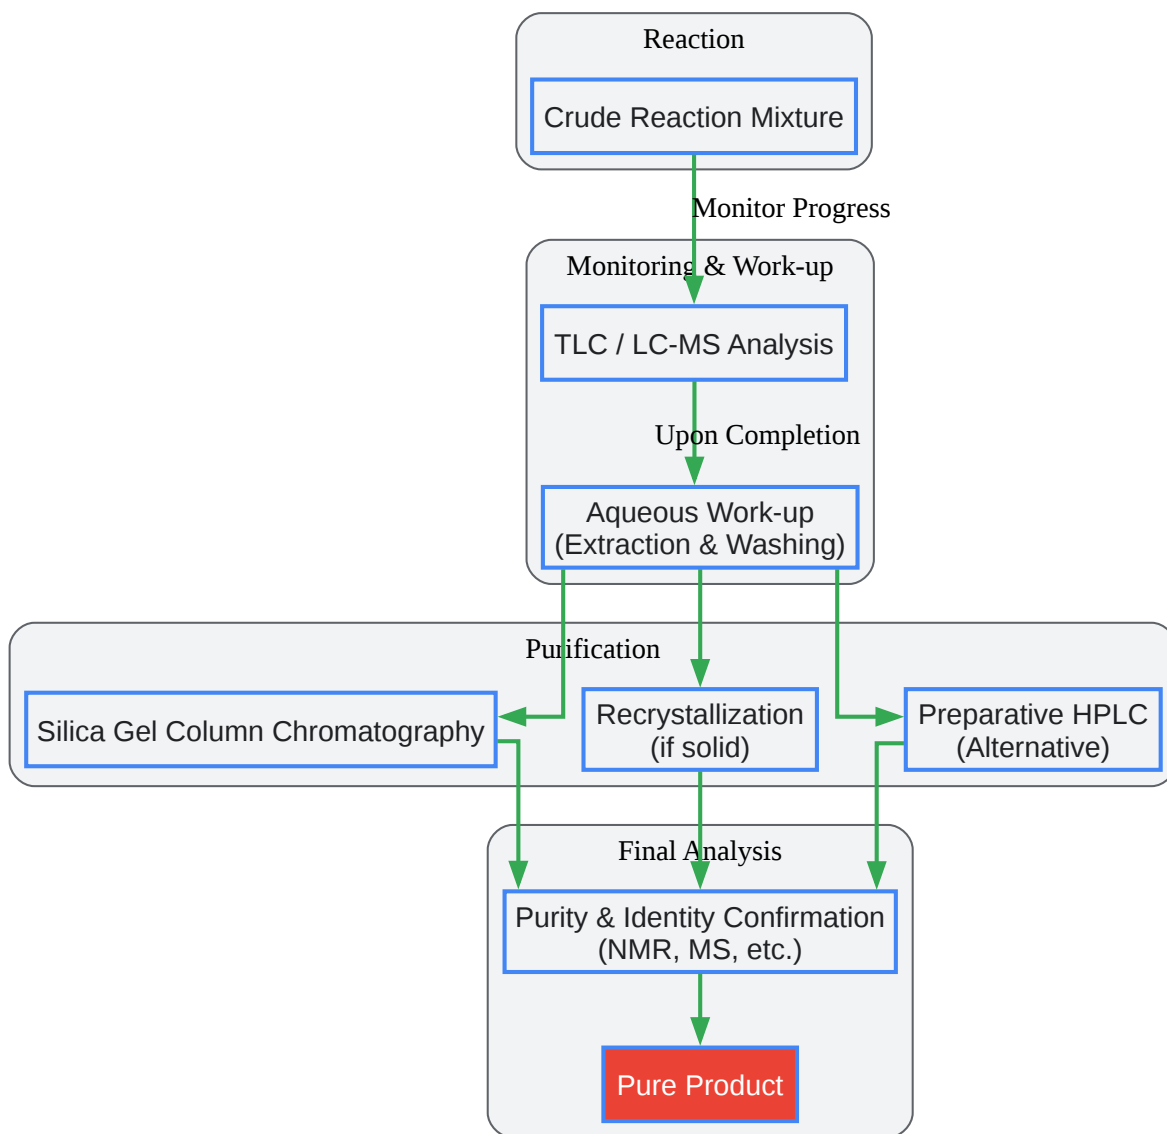 Reaction
Crude Reaction Mixture
Monitor Progress
Monitoring & Work-up
TLC / LC-MS Analysis
Upon Completion
Aqueous Work-up
(Extraction & Washing)
Purification
Silica Gel Column Chromatography
Recrystallization
(if solid)
Preparative HPLC
(Alternative)
Final Analysis
Purity & Identity Confirmation
(NMR, MS, etc.)
Pure Product